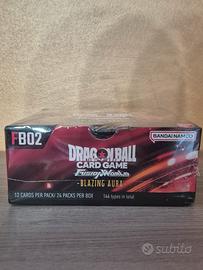 FB02
BANDAI NAMCO
DRAGON BALL
CARD GAME
Fusion World
- BLAZING AURA -
12 CARDS PER PACK/ 24 PACKS PER BOX
144 types in total
subito